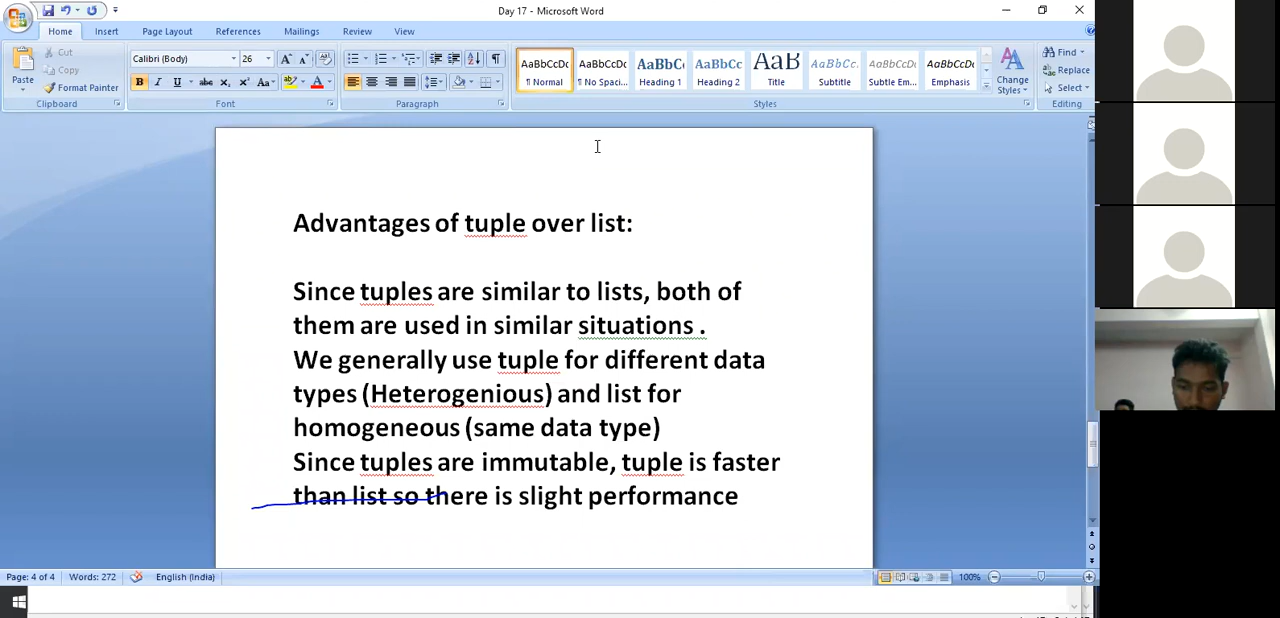 Day 17 - Microsoft Word
Home Insert Page Layout References Mailings Review View
Paste
Cut
Copy
Format Painter
Clipboard
Calibri (Body) 26
B I U abc X₂ X² Aa
Font
Paragraph
AaBbCcDc AaBbCcDc AaBbC AaBbCc AaB AaBbCc. AaBbCcDc AaBbCcDc
¶ Normal ¶ No Spaci... Heading 1 Heading 2 Title Subtitle Subtle Em... Emphasis
Change
Styles
Styles
Find
Replace
Select
Editing
Advantages of tuple over list:
Since tuples are similar to lists, both of
them are used in similar situations .
We generally use tuple for different data
types (Heterogenious) and list for
homogeneous (same data type)
Since tuples are immutable, tuple is faster
than list so there is slight performance
Page: 4 of 4 Words: 272 English (India) 100%